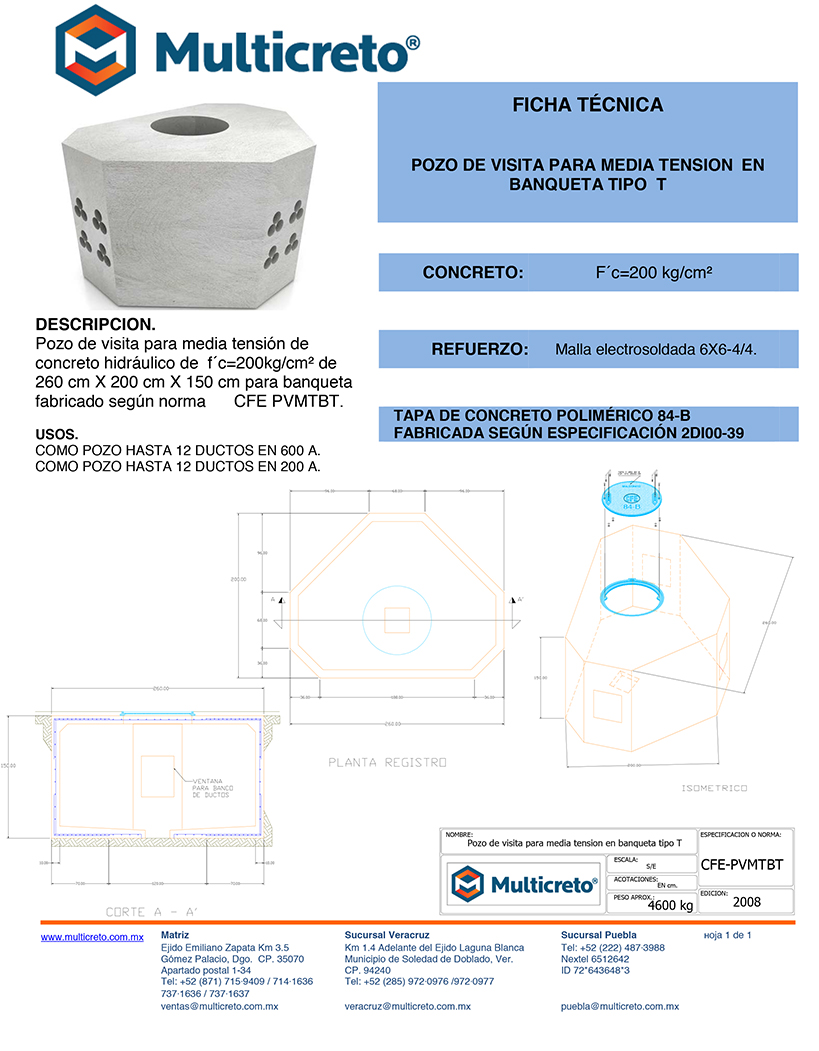 Multicreto®
FICHA TÉCNICA
POZO DE VISITA PARA MEDIA TENSION EN
BANQUETA TIPO T
CONCRETO: F´c=200 kg/cm²
REFUERZO: Malla electrosoldada 6X6-4/4.
TAPA DE CONCRETO POLIMÉRICO 84-B
FABRICADA SEGÚN ESPECIFICACIÓN 2DI00-39
DESCRIPCION.
Pozo de visita para media tensión de
concreto hidráulico de f´c=200kg/cm² de
260 cm X 200 cm X 150 cm para banqueta
fabricado según norma CFE PVMTBT.
USOS.
COMO POZO HASTA 12 DUCTOS EN 600 A.
COMO POZO HASTA 12 DUCTOS EN 200 A.
200.00
A A'
260.00
PLANTA REGISTRO
MULTICRETO
CFE
84-B
150.00
ISOMETRICO
260.00
150.00
VENTANA
PARA BANCO
DE DUCTOS
CORTE A - A'
NOMBRE:
Pozo de visita para media tension en banqueta tipo T
ESPECIFICACION O NORMA:
CFE-PVMTBT
Multicreto®
ESCALA:
S/E
ACOTACIONES:
EN cm.
PESO APROX.:
4600 kg
EDICION:
2008
www.multicreto.com.mx
Matriz
Ejido Emiliano Zapata Km 3.5
Gómez Palacio, Dgo. CP. 35070
Apartado postal 1-34
Tel: +52 (871) 715·9409 / 714·1636
737·1636 / 737·1637
ventas@multicreto.com.mx
Sucursal Veracruz
Km 1.4 Adelante del Ejido Laguna Blanca
Municipio de Soledad de Doblado, Ver.
CP. 94240
Tel: +52 (285) 972·0976 /972·0977
veracruz@multicreto.com.mx
Sucursal Puebla
Tel: +52 (222) 487·3988
Nextel 6512642
ID 72*643648*3
puebla@multicreto.com.mx
Hoja 1 de 1